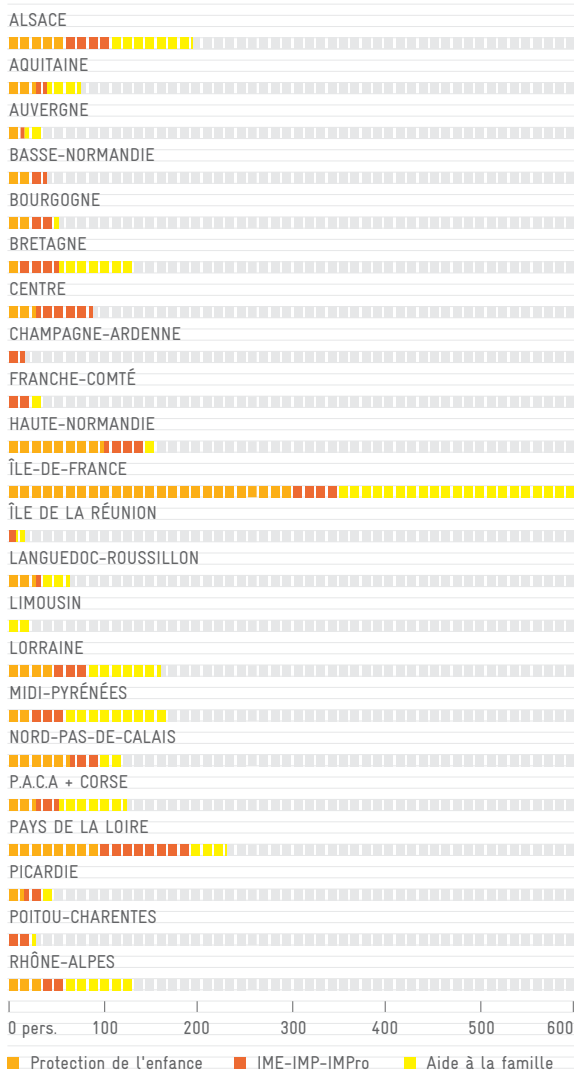 ALSACE
AQUITAINE
AUVERGNE
BASSE-NORMANDIE
BOURGOGNE
BRETAGNE
CENTRE
CHAMPAGNE-ARDENNE
FRANCHE-COMTÉ
HAUTE-NORMANDIE
ÎLE-DE-FRANCE
ÎLE DE LA RÉUNION
LANGUEDOC-ROUSSILLON
LIMOUSIN
LORRAINE
MIDI-PYRÉNÉES
NORD-PAS-DE-CALAIS
P.A.C.A + CORSE
PAYS DE LA LOIRE
PICARDIE
POITOU-CHARENTES
RHÔNE-ALPES
0 pers. 100 200 300 400 500 600
Protection de l'enfance IME-IMP-IMPro Aide à la famille